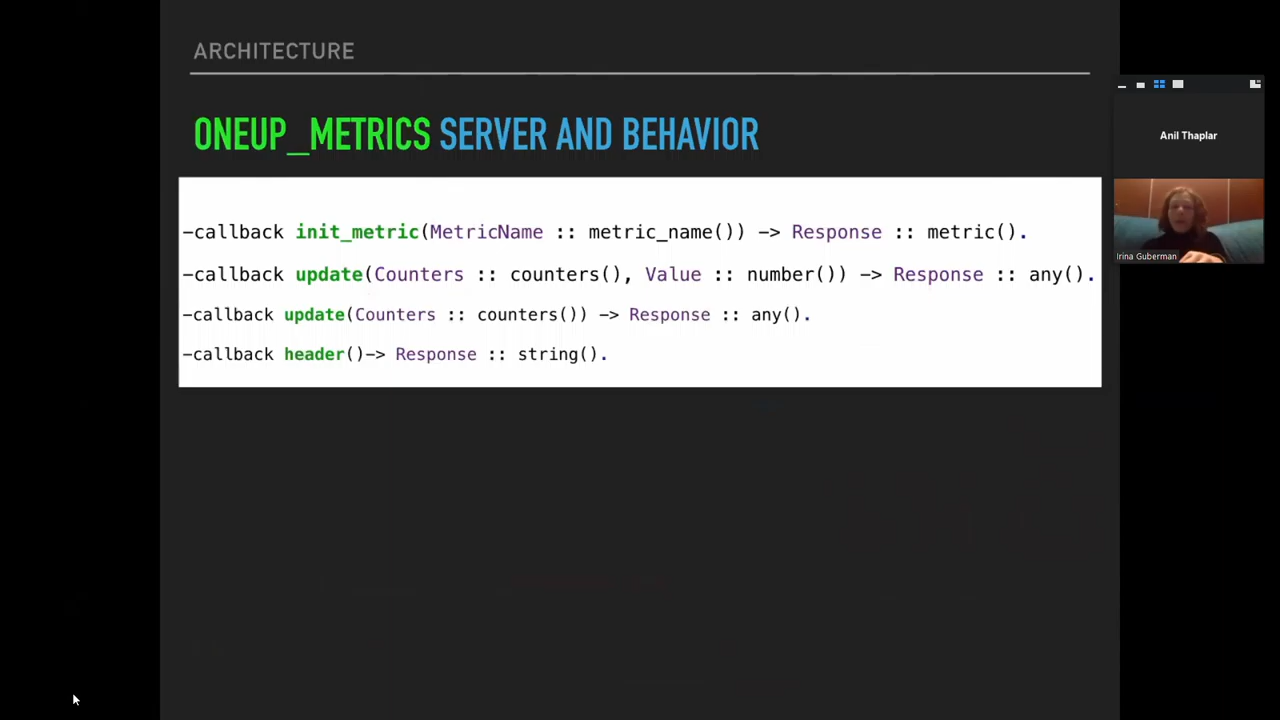 ARCHITECTURE
ONEUP_METRICS SERVER AND BEHAVIOR
-callback init_metric(MetricName :: metric_name()) -> Response :: metric().
-callback update(Counters :: counters(), Value :: number()) -> Response :: any().
-callback update(Counters :: counters()) -> Response :: any().
-callback header()-> Response :: string().
Anil Thaplar
Irina Guberman